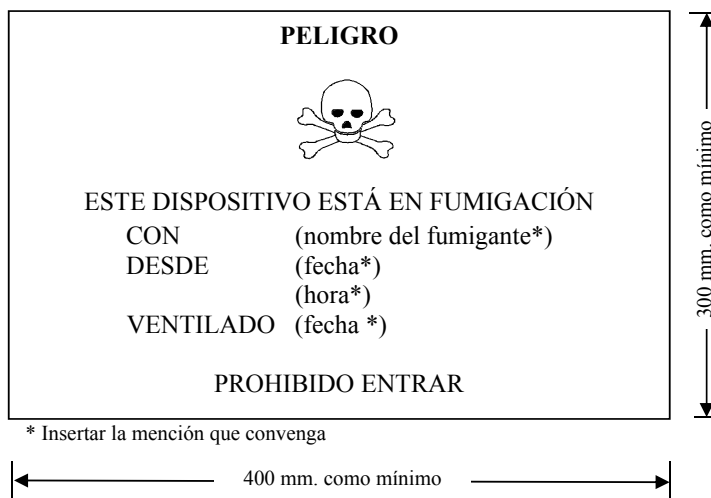 PELIGRO
ESTE DISPOSITIVO ESTÁ EN FUMIGACIÓN
CON (nombre del fumigante*)
DESDE (fecha*)
(hora*)
VENTILADO (fecha *)
PROHIBIDO ENTRAR
300 mm. como mínimo
* Insertar la mención que convenga
400 mm. como mínimo